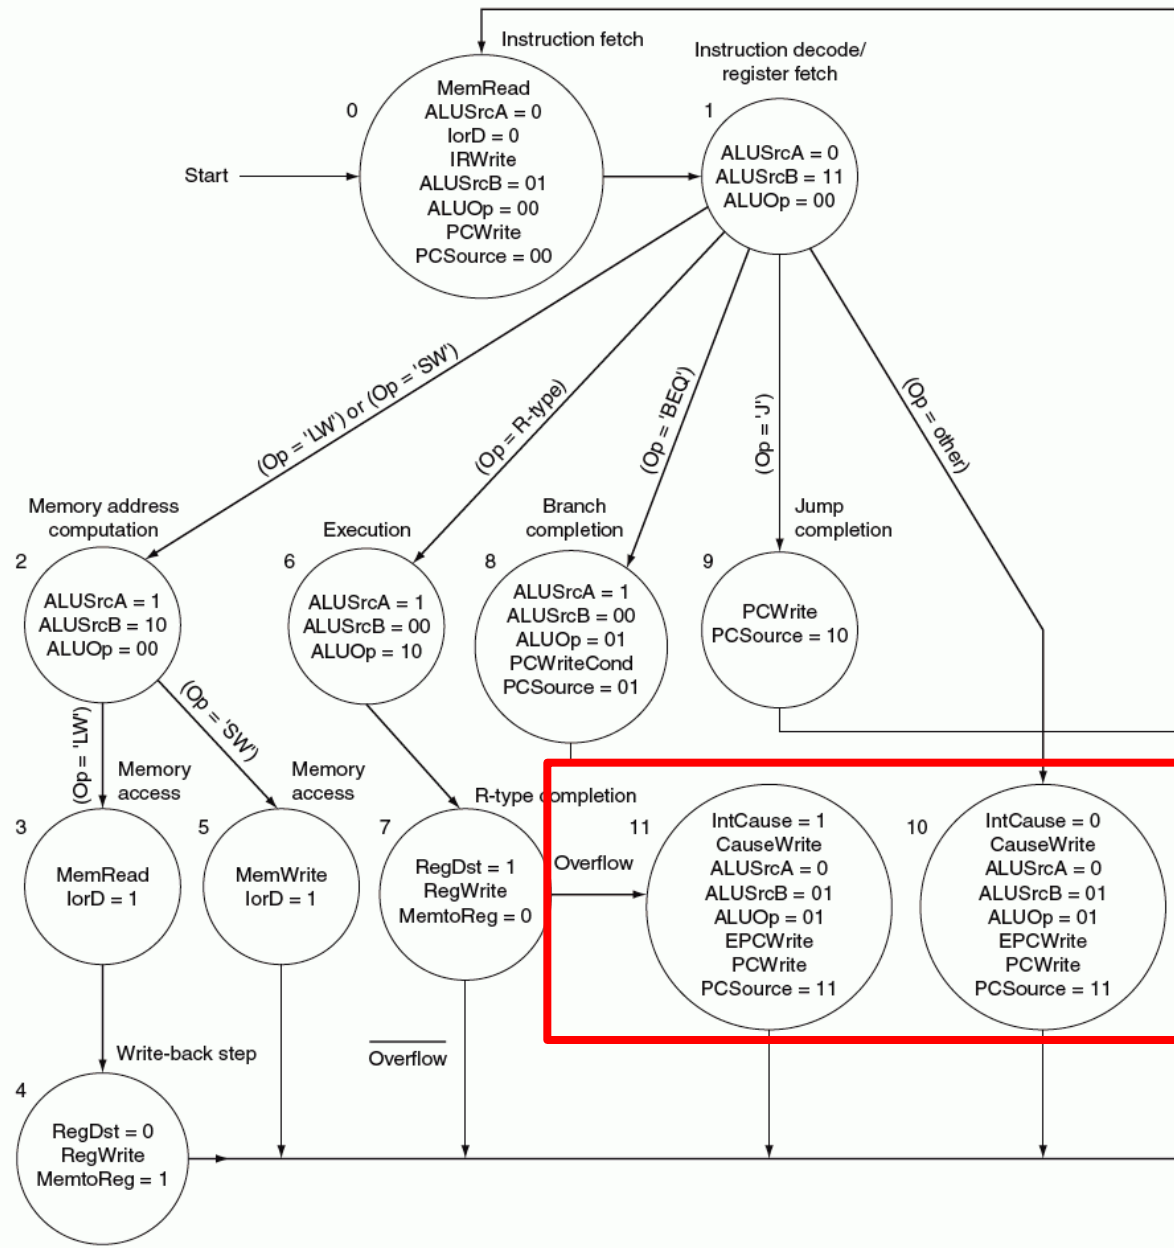 Instruction fetch
0
MemRead
ALUSrcA = 0
IorD = 0
IRWrite
ALUSrcB = 01
ALUOp = 00
PCWrite
PCSource = 00
Start
Instruction decode/
register fetch
1
ALUSrcA = 0
ALUSrcB = 11
ALUOp = 00
(Op = 'LW') or (Op = 'SW')
(Op = R-type)
(Op = 'BEQ')
(Op = 'J')
(Op = other)
Memory address
computation
2
ALUSrcA = 1
ALUSrcB = 10
ALUOp = 00
Execution
6
ALUSrcA = 1
ALUSrcB = 00
ALUOp = 10
Branch
completion
8
ALUSrcA = 1
ALUSrcB = 00
ALUOp = 01
PCWriteCond
PCSource = 01
Jump
completion
9
PCWrite
PCSource = 10
(Op = 'LW')
(Op = 'SW')
Memory
access
3
MemRead
IorD = 1
Memory
access
5
MemWrite
IorD = 1
R-type completion
7
RegDst = 1
RegWrite
MemtoReg = 0
Overflow
11
IntCause = 1
CauseWrite
ALUSrcA = 0
ALUSrcB = 01
ALUOp = 01
EPCWrite
PCWrite
PCSource = 11
10
IntCause = 0
CauseWrite
ALUSrcA = 0
ALUSrcB = 01
ALUOp = 01
EPCWrite
PCWrite
PCSource = 11
Overflow
Write-back step
4
RegDst = 0
RegWrite
MemtoReg = 1